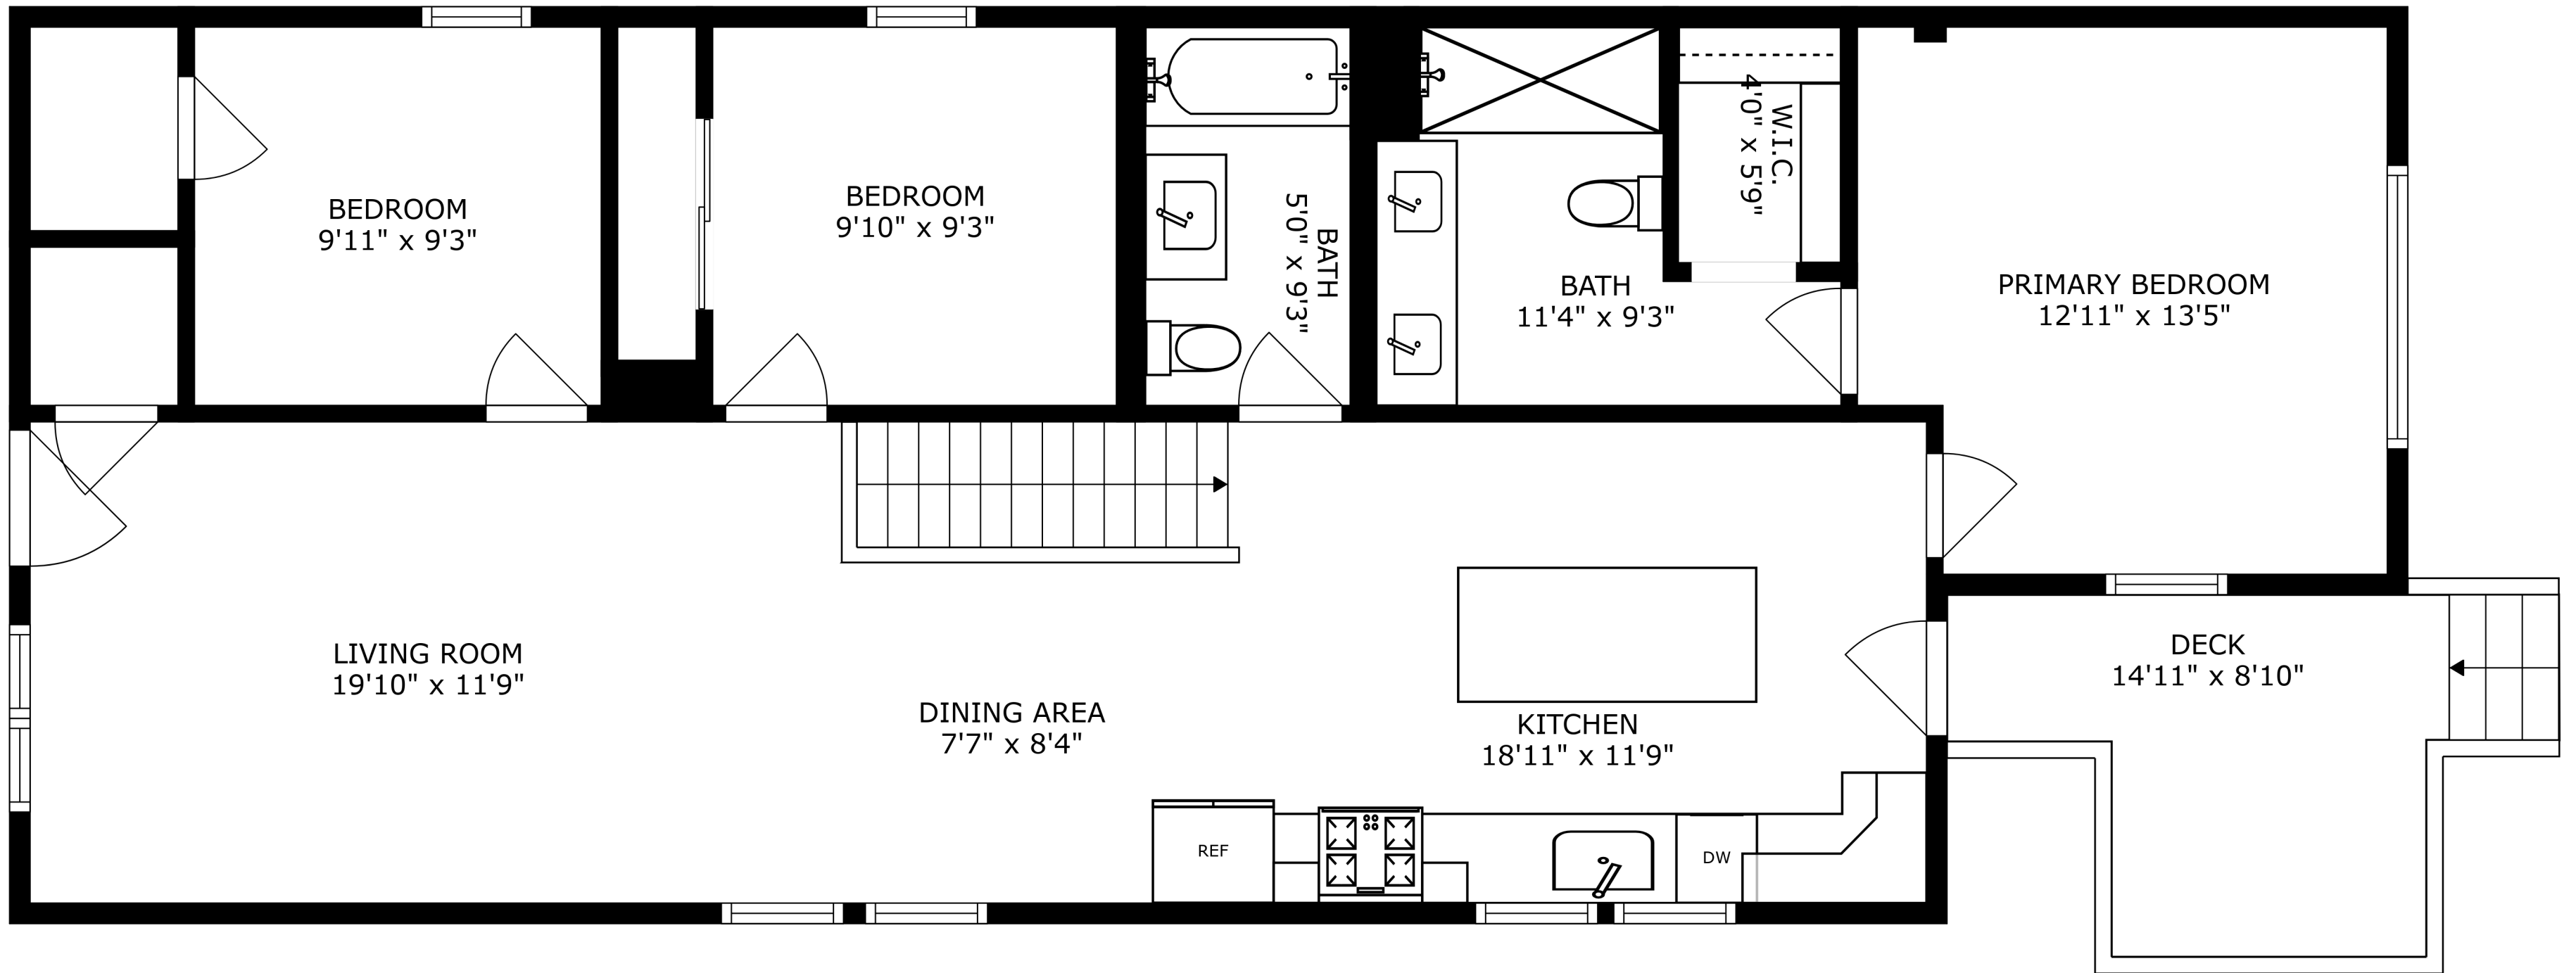 BEDROOM
9'11" x 9'3"
BEDROOM
9'10" x 9'3"
BATH
5'0" x 9'3"
BATH
11'4" x 9'3"
W.I.C.
4'0" x 5'9"
PRIMARY BEDROOM
12'11" x 13'5"
LIVING ROOM
19'10" x 11'9"
DINING AREA
7'7" x 8'4"
KITCHEN
18'11" x 11'9"
DECK
14'11" x 8'10"
REF
DW